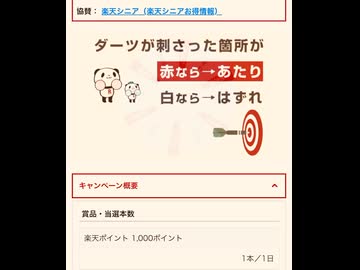 協賛： 楽天シニア（楽天シニアお得情報）
ダーツが刺さった箇所が
赤なら→あたり
白なら→はずれ
キャンペーン概要
賞品・当選本数
楽天ポイント 1,000ポイント
1本／1日